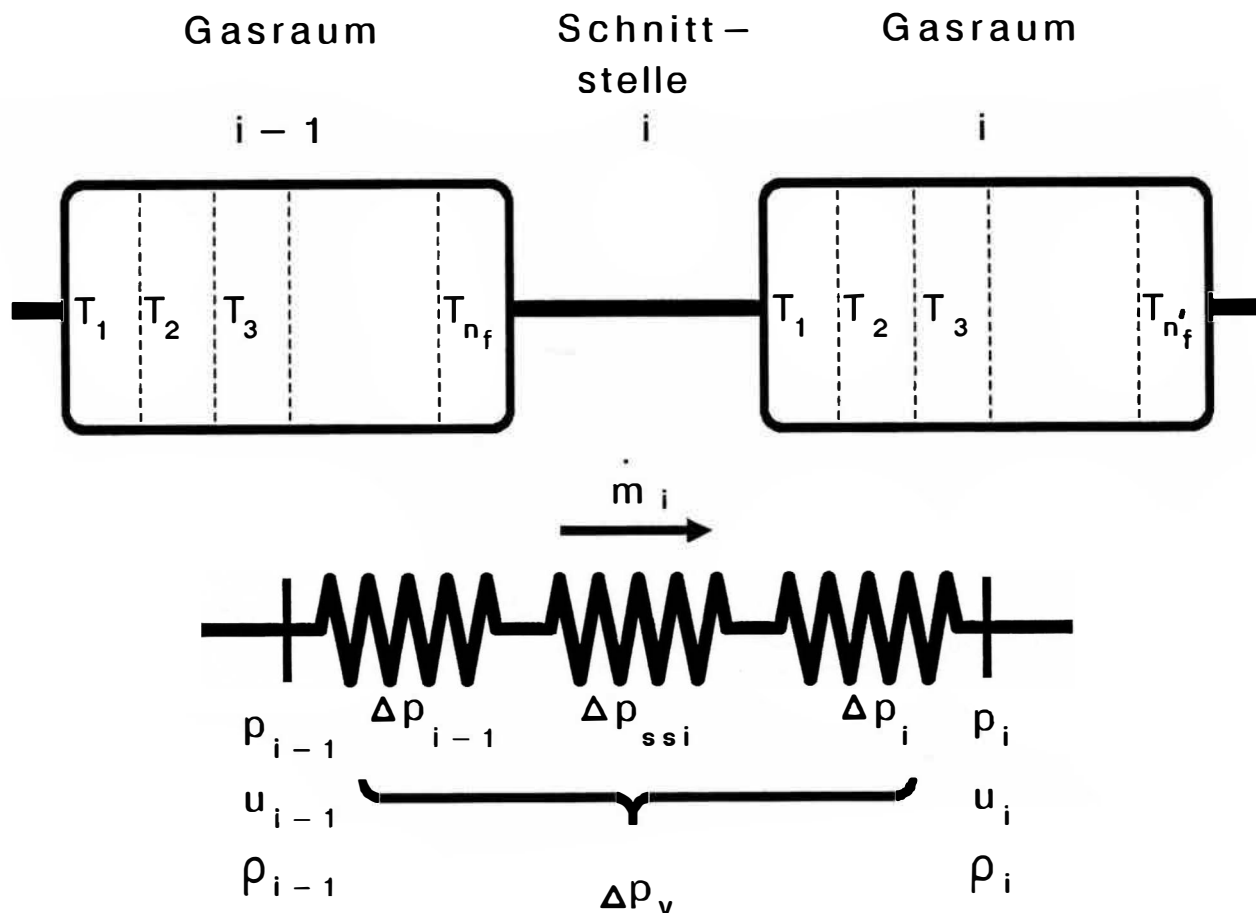 Gasraum Schnitt– Gasraum
stelle
i – 1 i i
T₁ T₂ T₃ Tₙf T₁ T₂ T₃ Tₙ'f
ṁ i
Δp i – 1 Δp ssi Δp i
p i – 1 p i
u i – 1 u i
ρ i – 1 ρ i
Δp v